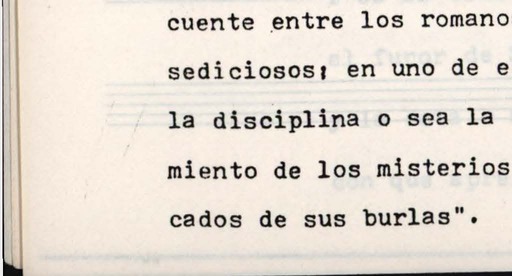 cuente entre los romano
sediciosos; en uno de e
la disciplina o sea la
miento de los misterios
cados de sus burlas".